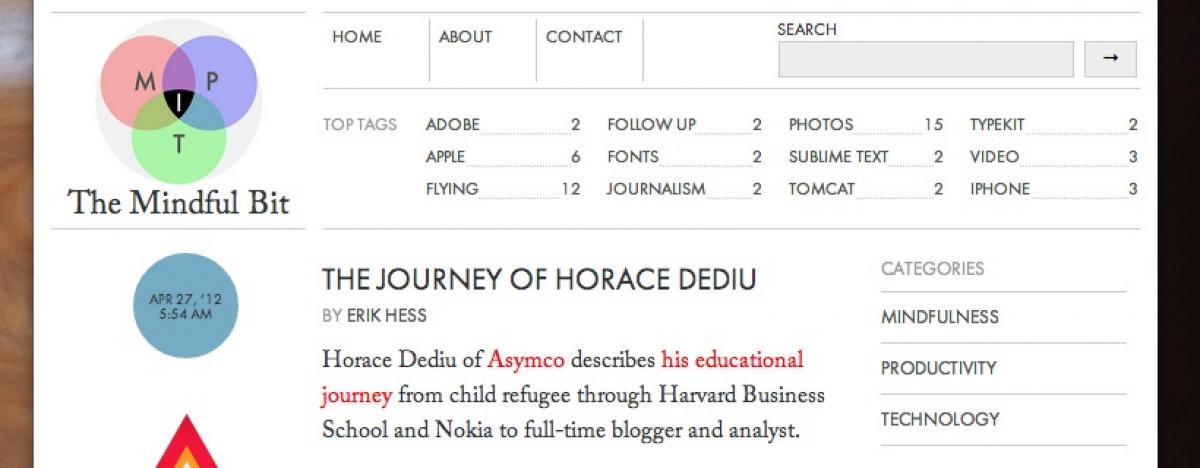 M P
I
T
The Mindful Bit
HOME ABOUT CONTACT
SEARCH
→
TOP TAGS ADOBE 2 FOLLOW UP 2 PHOTOS 15 TYPEKIT 2
APPLE 6 FONTS 2 SUBLIME TEXT 2 VIDEO 3
FLYING 12 JOURNALISM 2 TOMCAT 2 IPHONE 3
APR 27, '12
5:54 AM
THE JOURNEY OF HORACE DEDIU
BY ERIK HESS
Horace Dediu of Asymco describes his educational
journey from child refugee through Harvard Business
School and Nokia to full-time blogger and analyst.
CATEGORIES
MINDFULNESS
PRODUCTIVITY
TECHNOLOGY